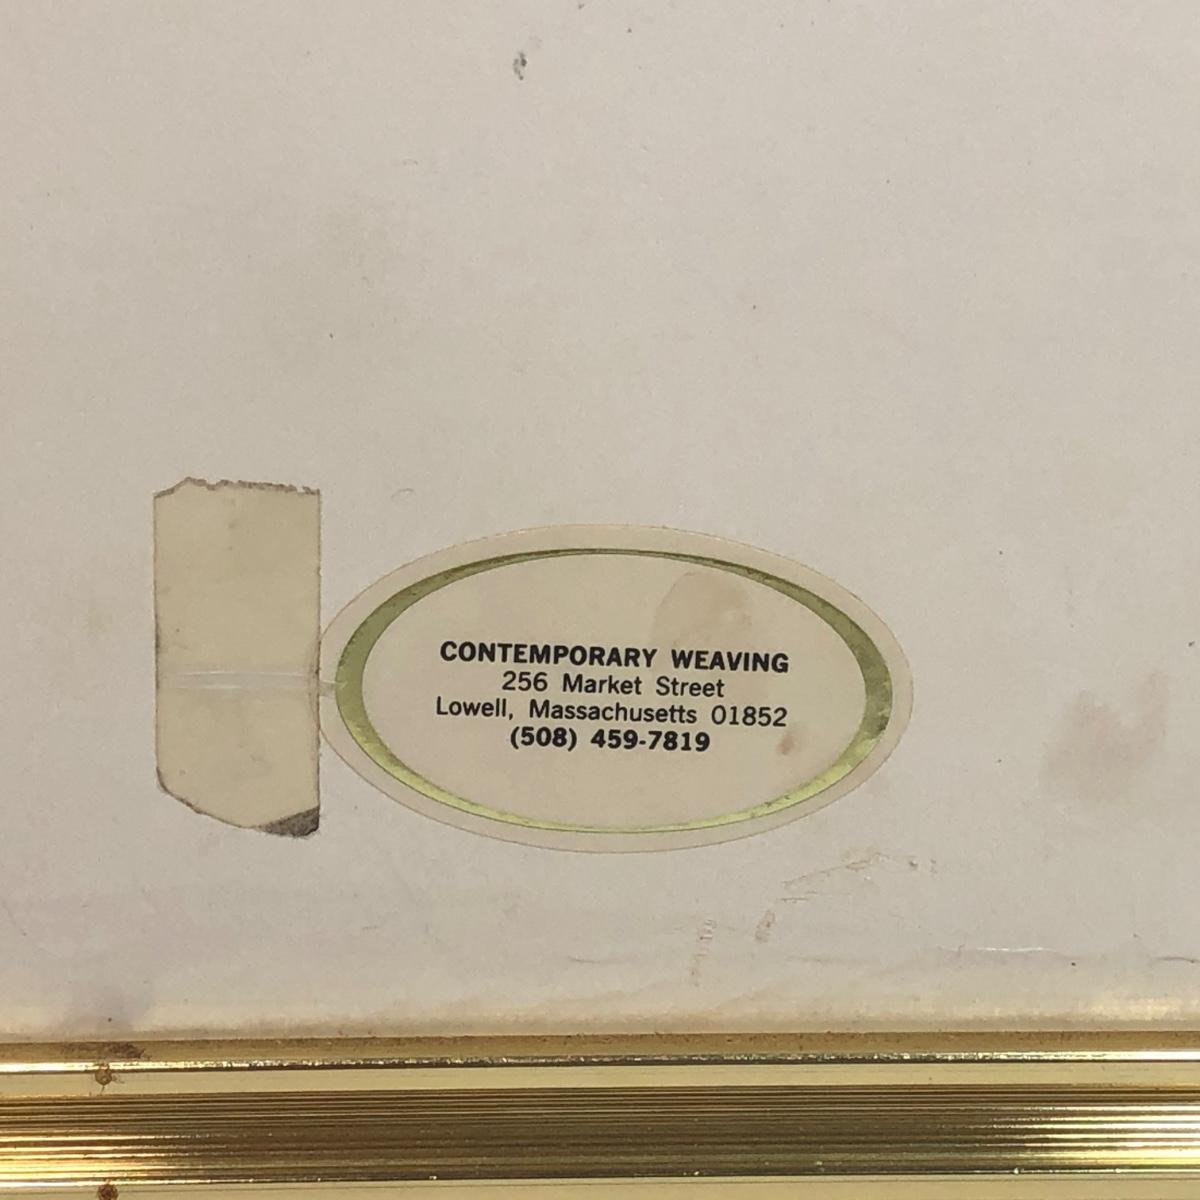 CONTEMPORARY WEAVING
256 Market Street
Lowell, Massachusetts 01852
(508) 459-7819